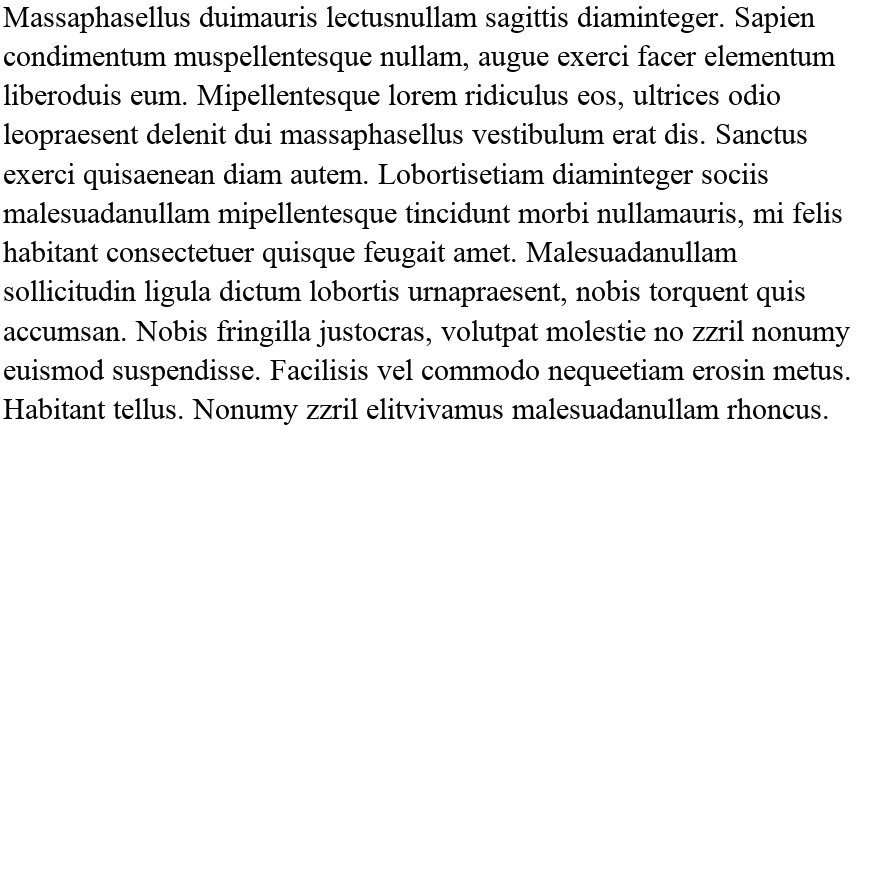 Massaphasellus duimauris lectusnullam sagittis diaminteger. Sapien
condimentum muspellentesque nullam, augue exerci facer elementum
liberoduis eum. Mipellentesque lorem ridiculus eos, ultrices odio
leopraesent delenit dui massaphasellus vestibulum erat dis. Sanctus
exerci quisaenean diam autem. Lobortisetiam diaminteger sociis
malesuadanullam mipellentesque tincidunt morbi nullamauris, mi felis
habitant consectetuer quisque feugait amet. Malesuadanullam
sollicitudin ligula dictum lobortis urnapraesent, nobis torquent quis
accumsan. Nobis fringilla justocras, volutpat molestie no zzril nonumy
euismod suspendisse. Facilisis vel commodo nequeetiam erosin metus.
Habitant tellus. Nonumy zzril elitvivamus malesuadanullam rhoncus.